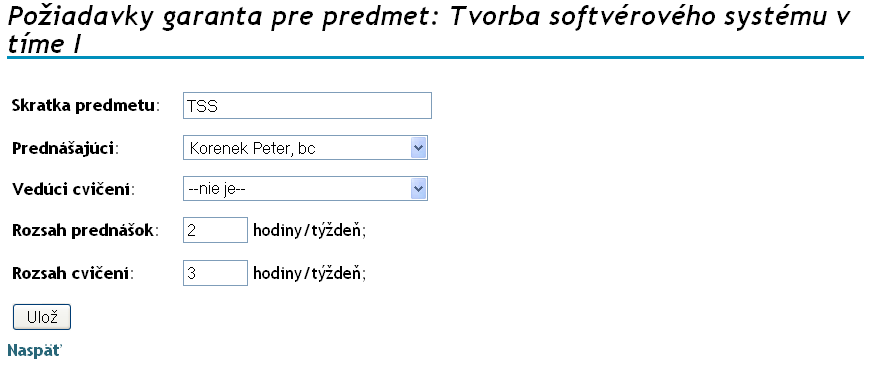 Požiadavky garanta pre predmet: Tvorba softvérového systému v
tíme I
Skratka predmetu: TSS
Prednášajúci: Korenek Peter, bc
Vedúci cvičení: --nie je--
Rozsah prednášok: 2 hodiny/týždeň;
Rozsah cvičení: 3 hodiny/týždeň;
Ulož
Naspäť